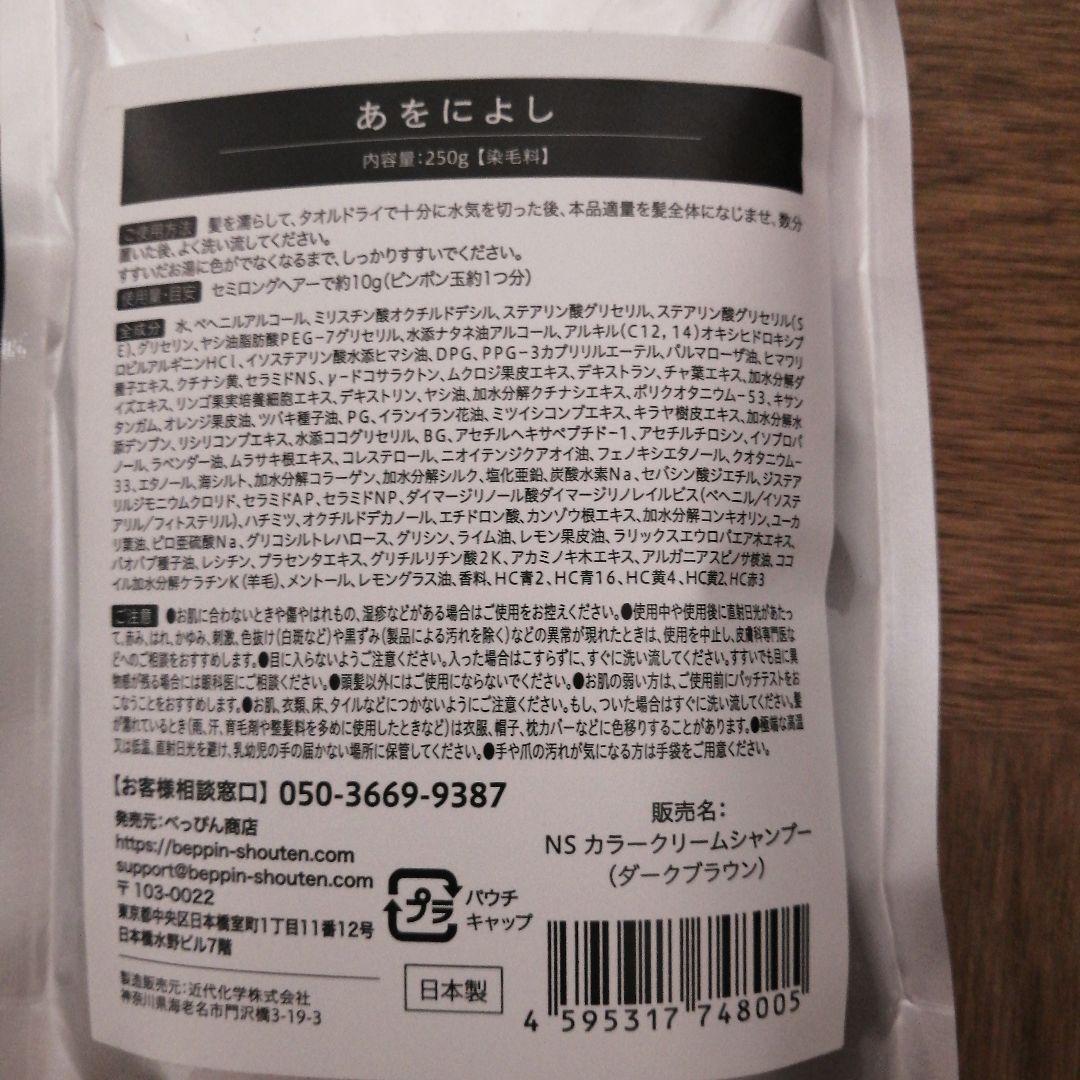 あをによし
内容量:250g【染毛料】
ご使用方法 髪を濡らして、タオルドライで十分に水気を切った後、本品適量を髪全体になじませ、数分
置いた後、よく洗い流してください。
すすいだお湯に色がでなくなるまで、しっかりすすいでください。
使用量・目安 セミロングヘアーで約10g(ピンポン玉約1つ分)
全成分 水、ベヘニルアルコール、ミリスチン酸オクチルドデシル、ステアリン酸グリセリル、ステアリン酸グリセリル(S
E)、グリセリン、ヤシ油脂肪酸PEG-7グリセリル、水添ナタネ油アルコール、アルキル(C12,14)オキシヒドロキシプ
ロピルアルギニンHCl、イソステアリン酸水添ヒマシ油、DPG、PPG-3カプリリルエーテル、パルマローザ油、ヒマワリ
種子エキス、クチナシ黄、セラミドNS、γ-ドコサラクトン、ムクロジ果皮エキス、デキストラン、チャ葉エキス、加水分解ダ
イズエキス、リンゴ果実培養細胞エキス、デキストリン、ヤシ油、加水分解クチナシエキス、ポリクオタニウム-53、キサン
タンガム、オレンジ果皮油、ツバキ種子油、PG、イランイラン花油、ミツイシコンブエキス、キラヤ樹皮エキス、加水分解水
添デンプン、リシリコンブエキス、水添ココグリセリル、BG、アセチルヘキサペプチド-1、アセチルチロシン、イソプロパ
ノール、ラベンダー油、ムラサキ根エキス、コレステロール、ニオイテンジクアオイ油、フェノキシエタノール、クオタニウム-
33、エタノール、海シルト、加水分解コラーゲン、加水分解シルク、塩化亜鉛、炭酸水素Na、セバシン酸ジエチル、ジステア
リルジモニウムクロリド、セラミドAP、セラミドNP、ダイマージリノール酸ダイマージリノレイルビス(ベヘニル/イソステ
アリル/フィトステリル)、ハチミツ、オクチルドデカノール、エチドロン酸、カンゾウ根エキス、加水分解コンキオリン、ユーカ
リ葉油、ピロ亜硫酸Na、グリコシルトレハロース、グリシン、ライム油、レモン果皮油、ラリックスエウロパエア木エキス、
バオバブ種子油、レシチン、プラセンタエキス、グリチルリチン酸2K、アカミノキ木エキス、アルガニアスピノサ核油、ココ
イル加水分解ケラチンK(羊毛)、メントール、レモングラス油、香料、HC青2、HC青16、HC黄4、HC黄2、HC赤3
ご注意 ●お肌に合わないときや傷やはれもの、湿疹などがある場合はご使用をお控えください。●使用中や使用後に直射日光があたっ
て、赤み、はれ、かゆみ、刺激、色抜け(白斑など)や黒ずみ(製品による汚れを除く)などの異常が現れたときは、使用を中止し、皮膚科専門医な
どへのご相談をおすすめします。●目に入らないようご注意ください。入った場合はこすらずに、すぐに洗い流してください。すすいでも目に異
物感が残る場合には眼科医にご相談ください。●頭髪以外にはご使用にならないでください。●お肌の弱い方は、ご使用前にパッチテストをお
こなうことをおすすめします。●お肌、衣類、床、タイルなどにつかないようにご注意ください。もし、ついた場合はすぐに洗い流してください。髪
が濡れているとき(雨、汗、育毛剤や整髪料を多めに使用したときなど)は衣服、帽子、枕カバーなどに色移りすることがあります。●極端な高温
又は低温、直射日光を避け、乳幼児の手の届かない場所に保管してください。●手や爪の汚れが気になる方は手袋をご用意ください。
【お客様相談窓口】050-3669-9387
発売元:べっぴん商店
https://beppin-shouten.com
support@beppin-shouten.com
〒103-0022
東京都中央区日本橋室町1丁目11番12号
日本橋水野ビル7階
製造販売元:近代化学株式会社
神奈川県海老名市門沢橋3-19-3
プラ
パウチ
キャップ
日本製
販売名:
NS カラークリームシャンプー
(ダークブラウン)
4 595317 748005